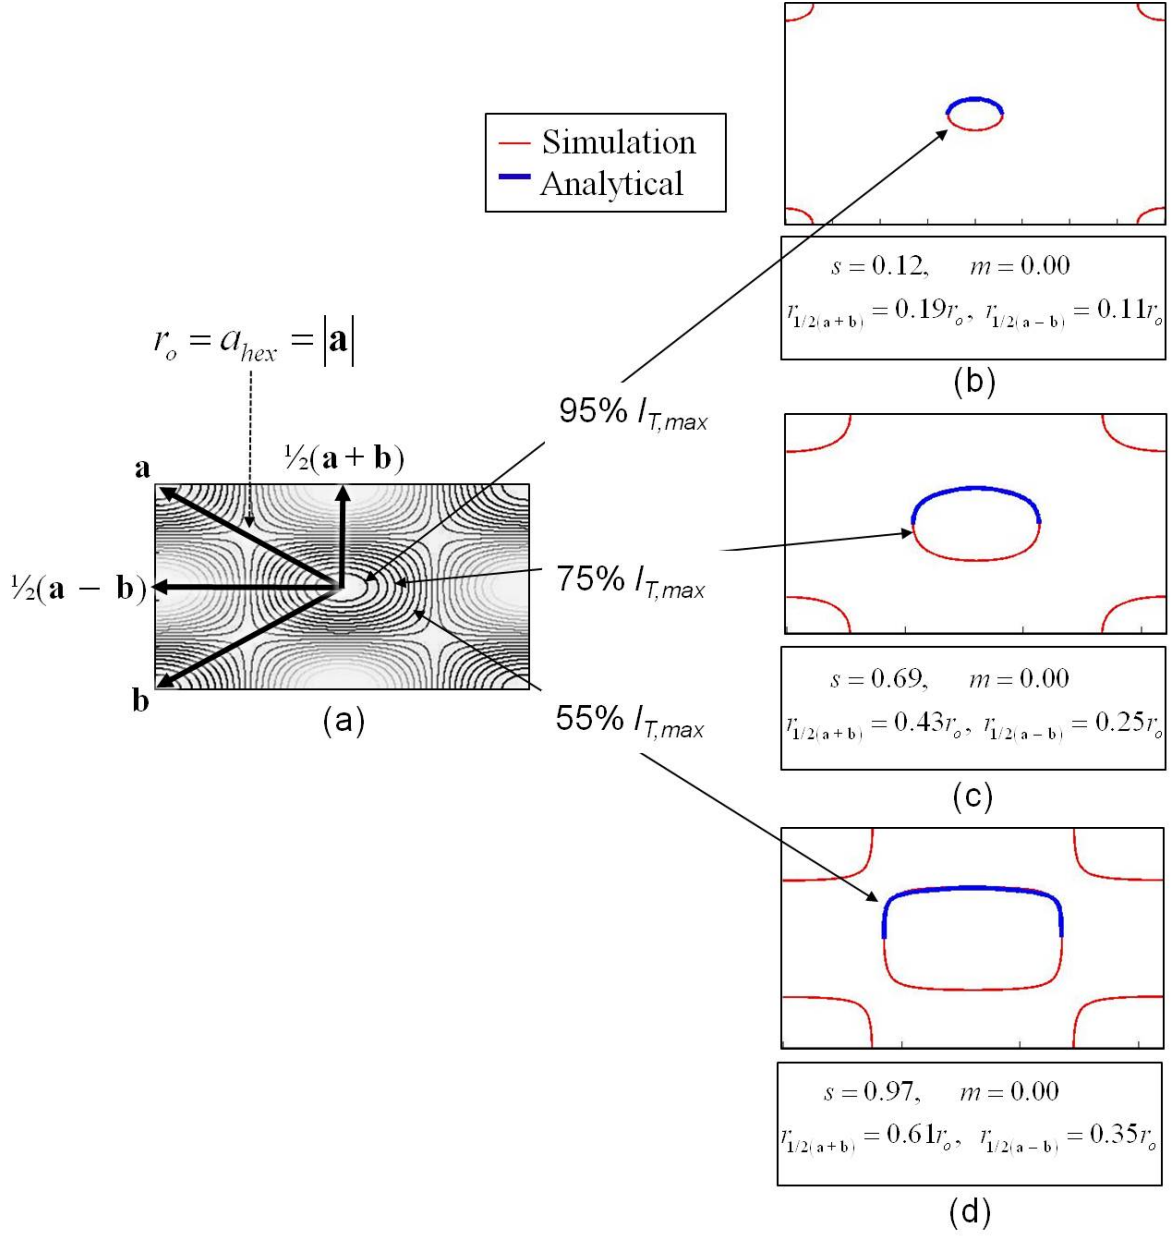 Simulation
Analytical
s = 0.12, m = 0.00
r1/2(a + b) = 0.19ro, r1/2(a − b) = 0.11ro
(b)
ro = ahex = |a|
95% IT,max
a
½(a + b)
½(a − b)
b
(a)
75% IT,max
55% IT,max
s = 0.69, m = 0.00
r1/2(a + b) = 0.43ro, r1/2(a − b) = 0.25ro
(c)
s = 0.97, m = 0.00
r1/2(a + b) = 0.61ro, r1/2(a − b) = 0.35ro
(d)